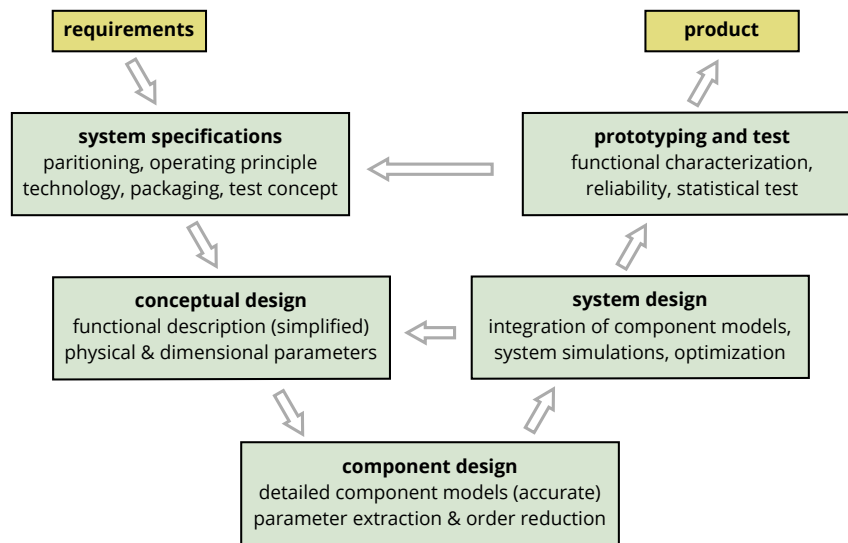 requirements
product
system specifications
paritioning, operating principle
technology, packaging, test concept
prototyping and test
functional characterization,
reliability, statistical test
conceptual design
functional description (simplified)
physical & dimensional parameters
system design
integration of component models,
system simulations, optimization
component design
detailed component models (accurate)
parameter extraction & order reduction